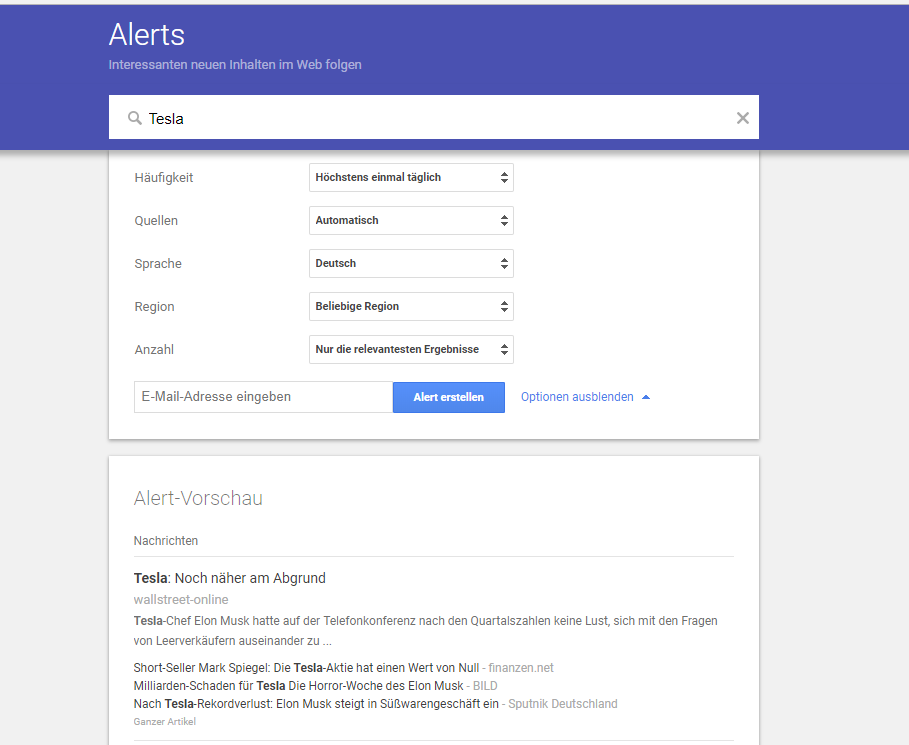 Alerts
Interessanten neuen Inhalten im Web folgen
Tesla
Häufigkeit Höchstens einmal täglich
Quellen Automatisch
Sprache Deutsch
Region Beliebige Region
Anzahl Nur die relevantesten Ergebnisse
E-Mail-Adresse eingeben Alert erstellen Optionen ausblenden
Alert-Vorschau
Nachrichten
Tesla: Noch näher am Abgrund
wallstreet-online
Tesla-Chef Elon Musk hatte auf der Telefonkonferenz nach den Quartalszahlen keine Lust, sich mit den Fragen
von Leerverkäufern auseinander zu ...
Short-Seller Mark Spiegel: Die Tesla-Aktie hat einen Wert von Null - finanzen.net
Milliarden-Schaden für Tesla Die Horror-Woche des Elon Musk - BILD
Nach Tesla-Rekordverlust: Elon Musk steigt in Süßwarengeschäft ein - Sputnik Deutschland
Ganzer Artikel